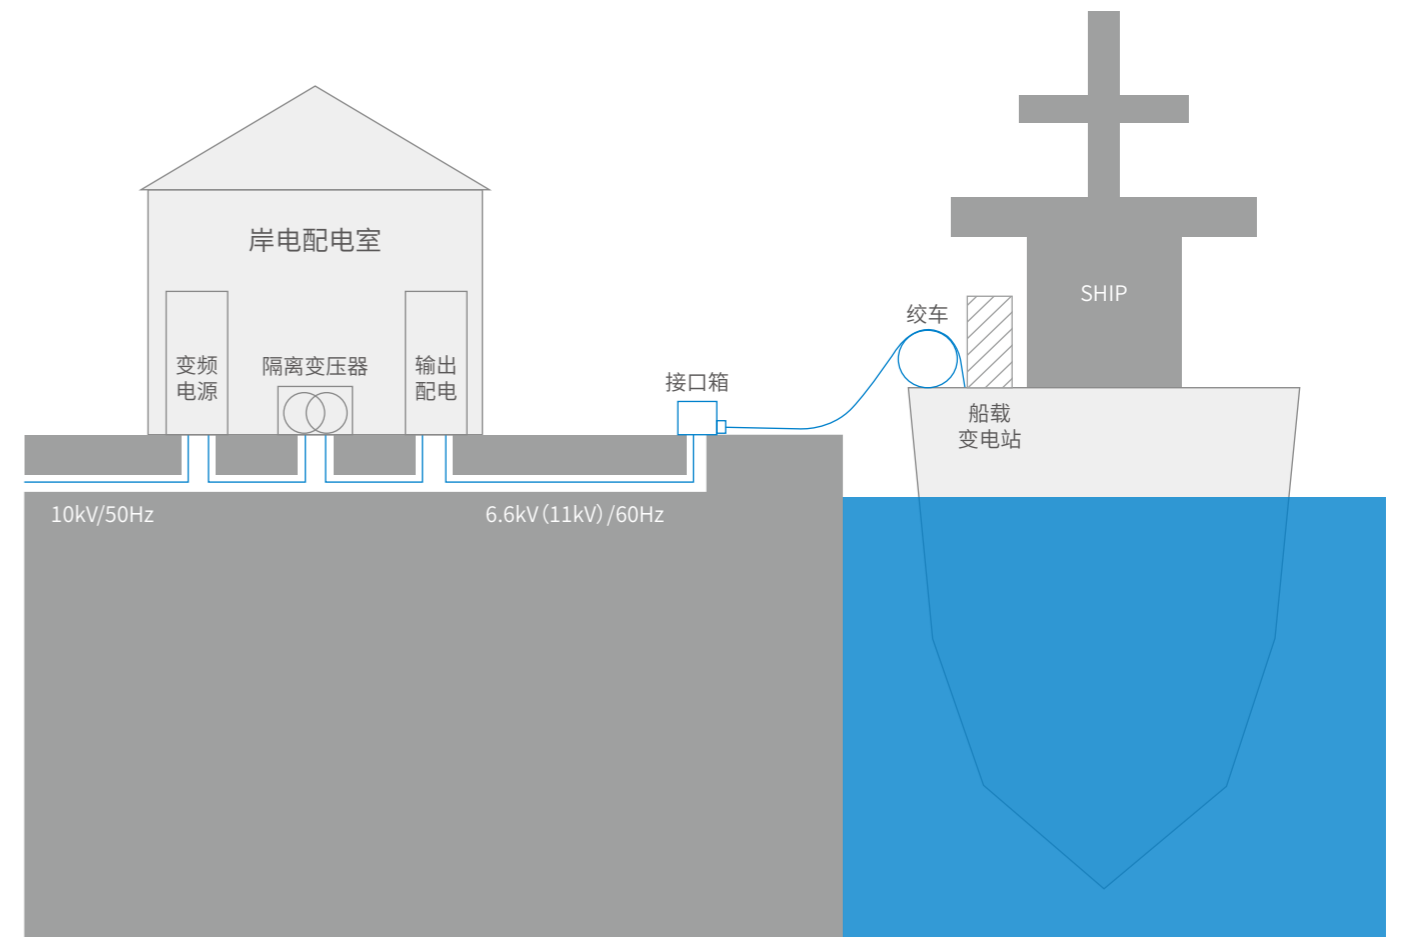 岸电配电室
变频
电源
隔离变压器
输出
配电
接口箱
绞车
SHIP
船载
变电站
10kV/50Hz
6.6kV（11kV）/60Hz